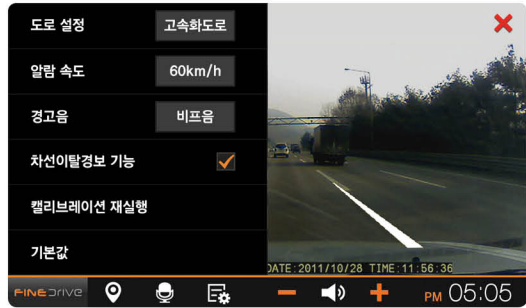 도로 설정 고속화도로
알람 속도 60km/h
경고음 비프음
차선이탈경보 기능
캘리브레이션 재실행
기본값
DATE:2011/10/28 TIME:11:56:36
FINEDRIVE PM 05:05